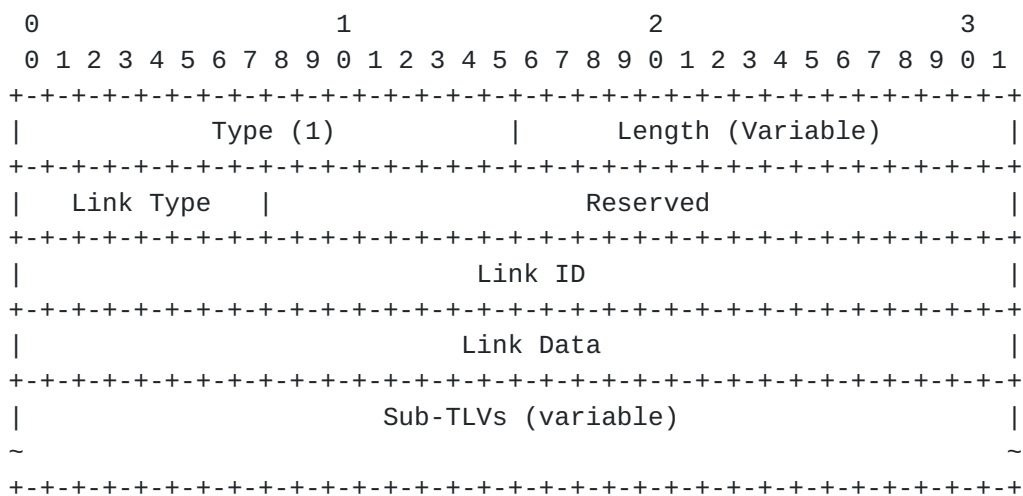 0                   1                   2                   3
 0 1 2 3 4 5 6 7 8 9 0 1 2 3 4 5 6 7 8 9 0 1 2 3 4 5 6 7 8 9 0 1
+-+-+-+-+-+-+-+-+-+-+-+-+-+-+-+-+-+-+-+-+-+-+-+-+-+-+-+-+-+-+-+-+
|            Type (1)           |       Length (Variable)       |
+-+-+-+-+-+-+-+-+-+-+-+-+-+-+-+-+-+-+-+-+-+-+-+-+-+-+-+-+-+-+-+-+
|   Link Type   |                    Reserved                   |
+-+-+-+-+-+-+-+-+-+-+-+-+-+-+-+-+-+-+-+-+-+-+-+-+-+-+-+-+-+-+-+-+
|                             Link ID                           |
+-+-+-+-+-+-+-+-+-+-+-+-+-+-+-+-+-+-+-+-+-+-+-+-+-+-+-+-+-+-+-+-+
|                            Link Data                          |
+-+-+-+-+-+-+-+-+-+-+-+-+-+-+-+-+-+-+-+-+-+-+-+-+-+-+-+-+-+-+-+-+
|                       Sub-TLVs (variable)                     |
~                                                               ~
+-+-+-+-+-+-+-+-+-+-+-+-+-+-+-+-+-+-+-+-+-+-+-+-+-+-+-+-+-+-+-+-+